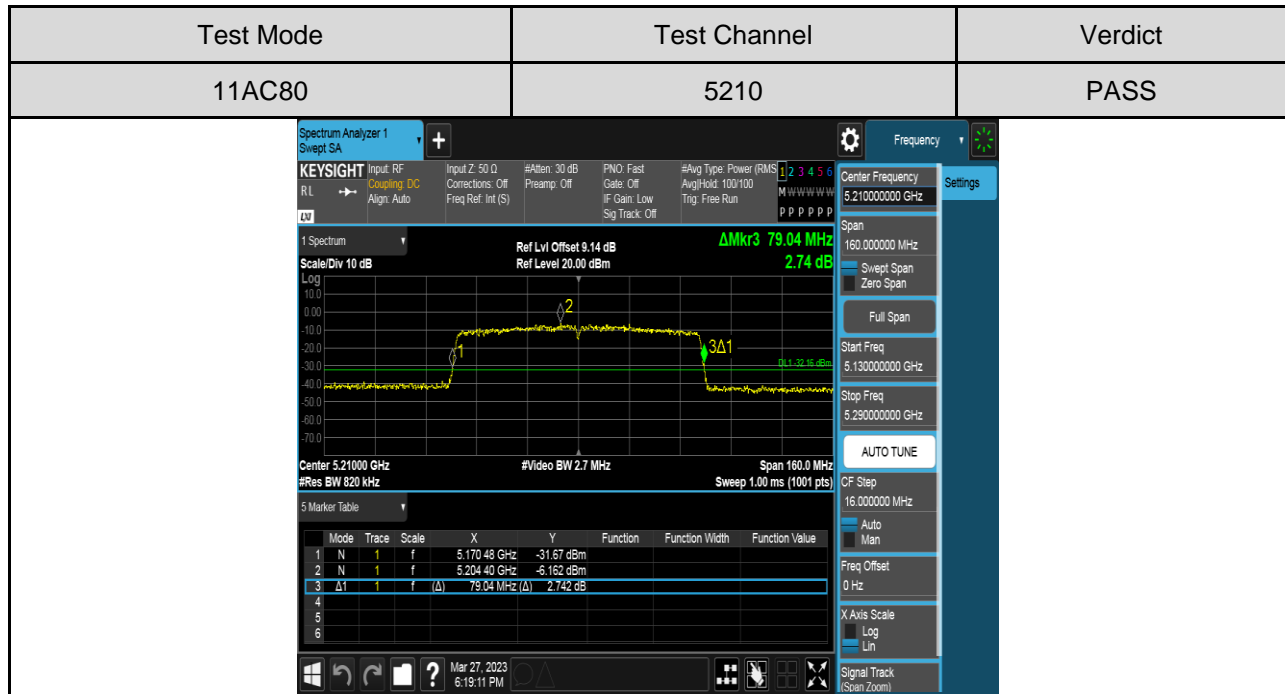 Test Mode Test Channel Verdict
11AC80 5210 PASS
Spectrum Analyzer 1
Swept SA
+
Frequency
KEYSIGHT Input: RF Input Z: 50 Ω #Atten: 30 dB PNO: Fast #Avg Type: Power (RMS 1 2 3 4 5 6
RL Coupling: DC Corrections: Off Preamp: Off Gate: Off Avg|Hold: 100/100 M W W W W W
Align: Auto Freq Ref: Int (S) IF Gain: Low Trig: Free Run
LXI Sig Track: Off P P P P P P
1 Spectrum Ref Lvl Offset 9.14 dB ΔMkr3 79.04 MHz
Scale/Div 10 dB Ref Level 20.00 dBm 2.74 dB
Log
10.0
0.00
2
-10.0
-20.0
1
3Δ1
-30.0
DL1 -32.16 dBm
-40.0
-50.0
-60.0
-70.0
Center 5.21000 GHz #Video BW 2.7 MHz Span 160.0 MHz
#Res BW 820 kHz Sweep 1.00 ms (1001 pts)
5 Marker Table
Mode Trace Scale X Y Function Function Width Function Value
1 N 1 f 5.170 48 GHz -31.67 dBm
2 N 1 f 5.204 40 GHz -6.162 dBm
3 Δ1 1 f (Δ) 79.04 MHz (Δ) 2.742 dB
4
5
6
?
Mar 27, 2023
6:19:11 PM
Center Frequency
5.210000000 GHz
Settings
Span
160.000000 MHz
Swept Span
Zero Span
Full Span
Start Freq
5.130000000 GHz
Stop Freq
5.290000000 GHz
AUTO TUNE
CF Step
16.000000 MHz
Auto
Man
Freq Offset
0 Hz
X Axis Scale
Log
Lin
Signal Track
(Span Zoom)